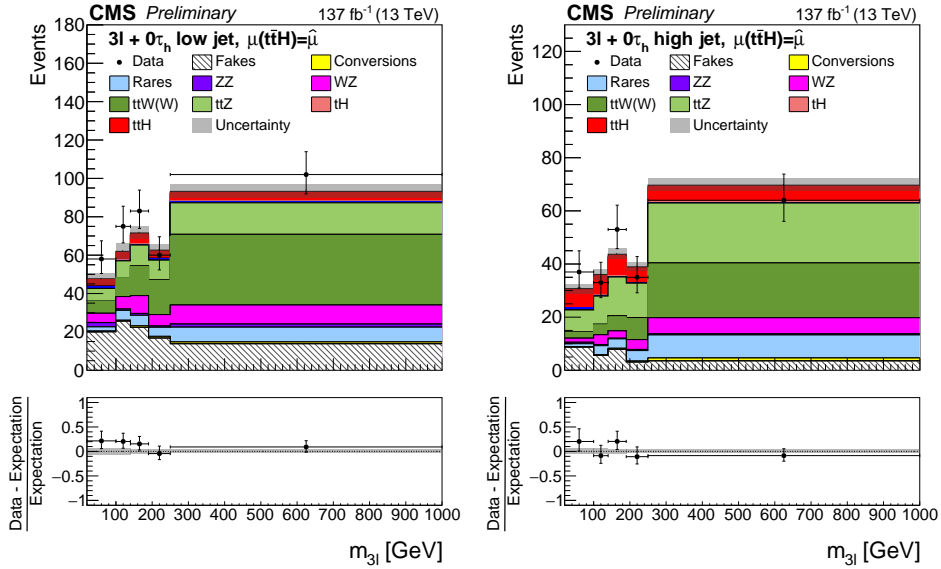 CMS Preliminary 137 fb⁻¹ (13 TeV)
Events
180
160
140
120
100
80
60
40
20
0
3l + 0τ_h low jet, μ(tt̄H)=μ̂
Data Fakes Conversions
Rares ZZ WZ
ttW(W) ttZ tH
ttH Uncertainty
Data - Expectation
Expectation
1
0.5
0
−0.5
−1
100 200 300 400 500 600 700 800 900 1000
m_3l [GeV]
CMS Preliminary 137 fb⁻¹ (13 TeV)
Events
120
100
80
60
40
20
0
3l + 0τ_h high jet, μ(tt̄H)=μ̂
Data Fakes Conversions
Rares ZZ WZ
ttW(W) ttZ tH
ttH Uncertainty
Data - Expectation
Expectation
1
0.5
0
−0.5
−1
100 200 300 400 500 600 700 800 900 1000
m_3l [GeV]